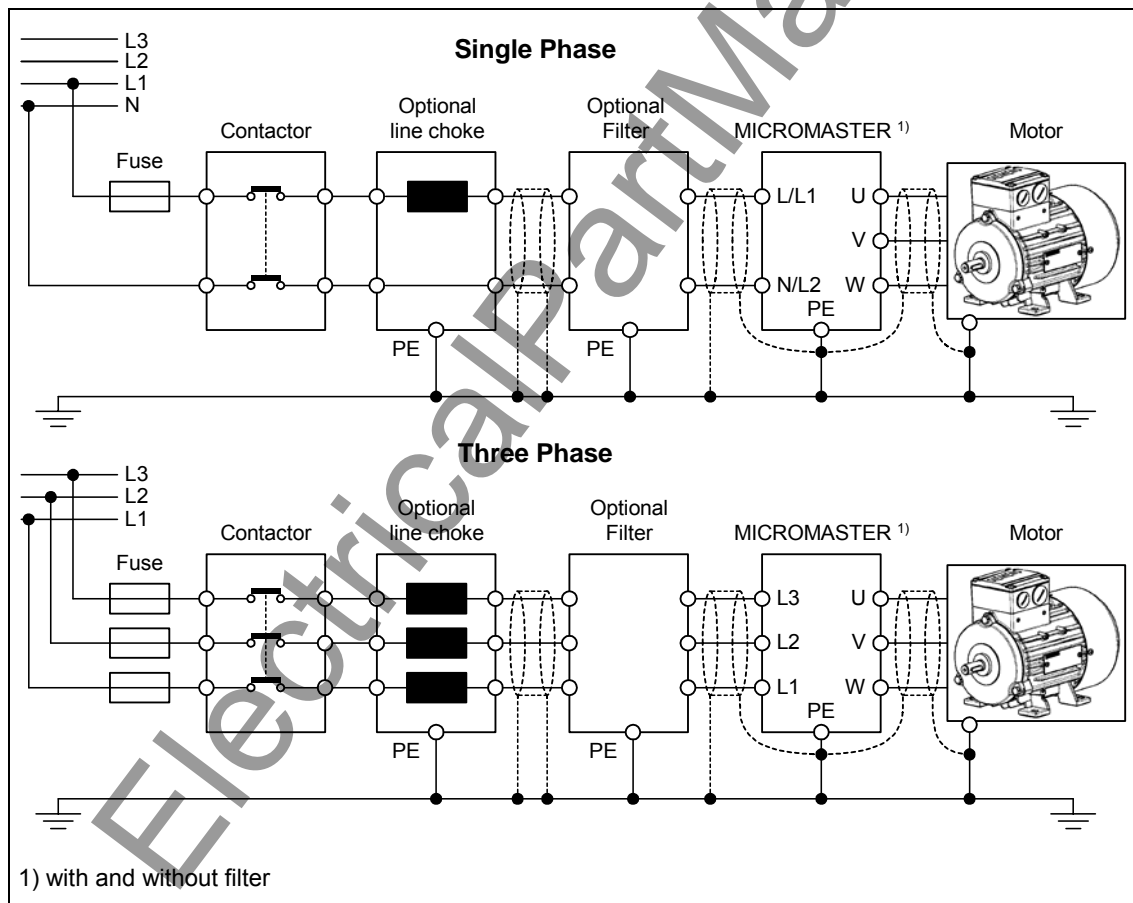 L3
L2
L1
N
Single Phase
Fuse
Contactor
Optional
line choke
Optional
Filter
MICROMASTER 1)
Motor
L/L1
N/L2
U
V
W
PE
PE
PE
Three Phase
L3
L2
L1
Fuse
Contactor
Optional
line choke
Optional
Filter
MICROMASTER 1)
Motor
L3
L2
L1
U
V
W
PE
PE
PE
1) with and without filter
ElectricalPartMa